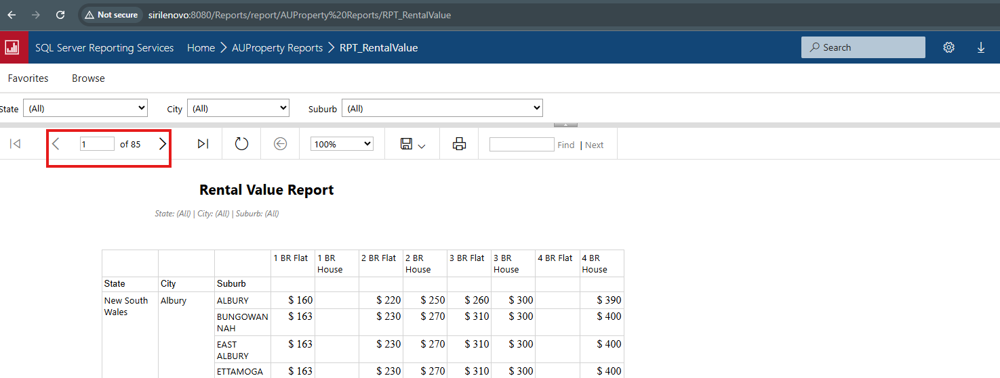 Not secure sirilenovo:8080/Reports/report/AUProperty%20Reports/RPT_RentalValue
SQL Server Reporting Services Home AUProperty Reports RPT_RentalValue Search
Favorites Browse
State (All) City (All) Suburb (All)
1 of 85 100% Find | Next
Rental Value Report
State: (All) | City: (All) | Suburb: (All)
1 BR Flat 1 BR House 2 BR Flat 2 BR House 3 BR Flat 3 BR House 4 BR Flat 4 BR House
State City Suburb
New South Wales Albury ALBURY $ 160 $ 220 $ 250 $ 260 $ 300 $ 390
BUNGOWANNAH $ 163 $ 230 $ 270 $ 310 $ 300 $ 400
EAST ALBURY $ 163 $ 230 $ 270 $ 310 $ 300 $ 400
ETTAMOGA $ 163 $ 230 $ 270 $ 310 $ 300 $ 400